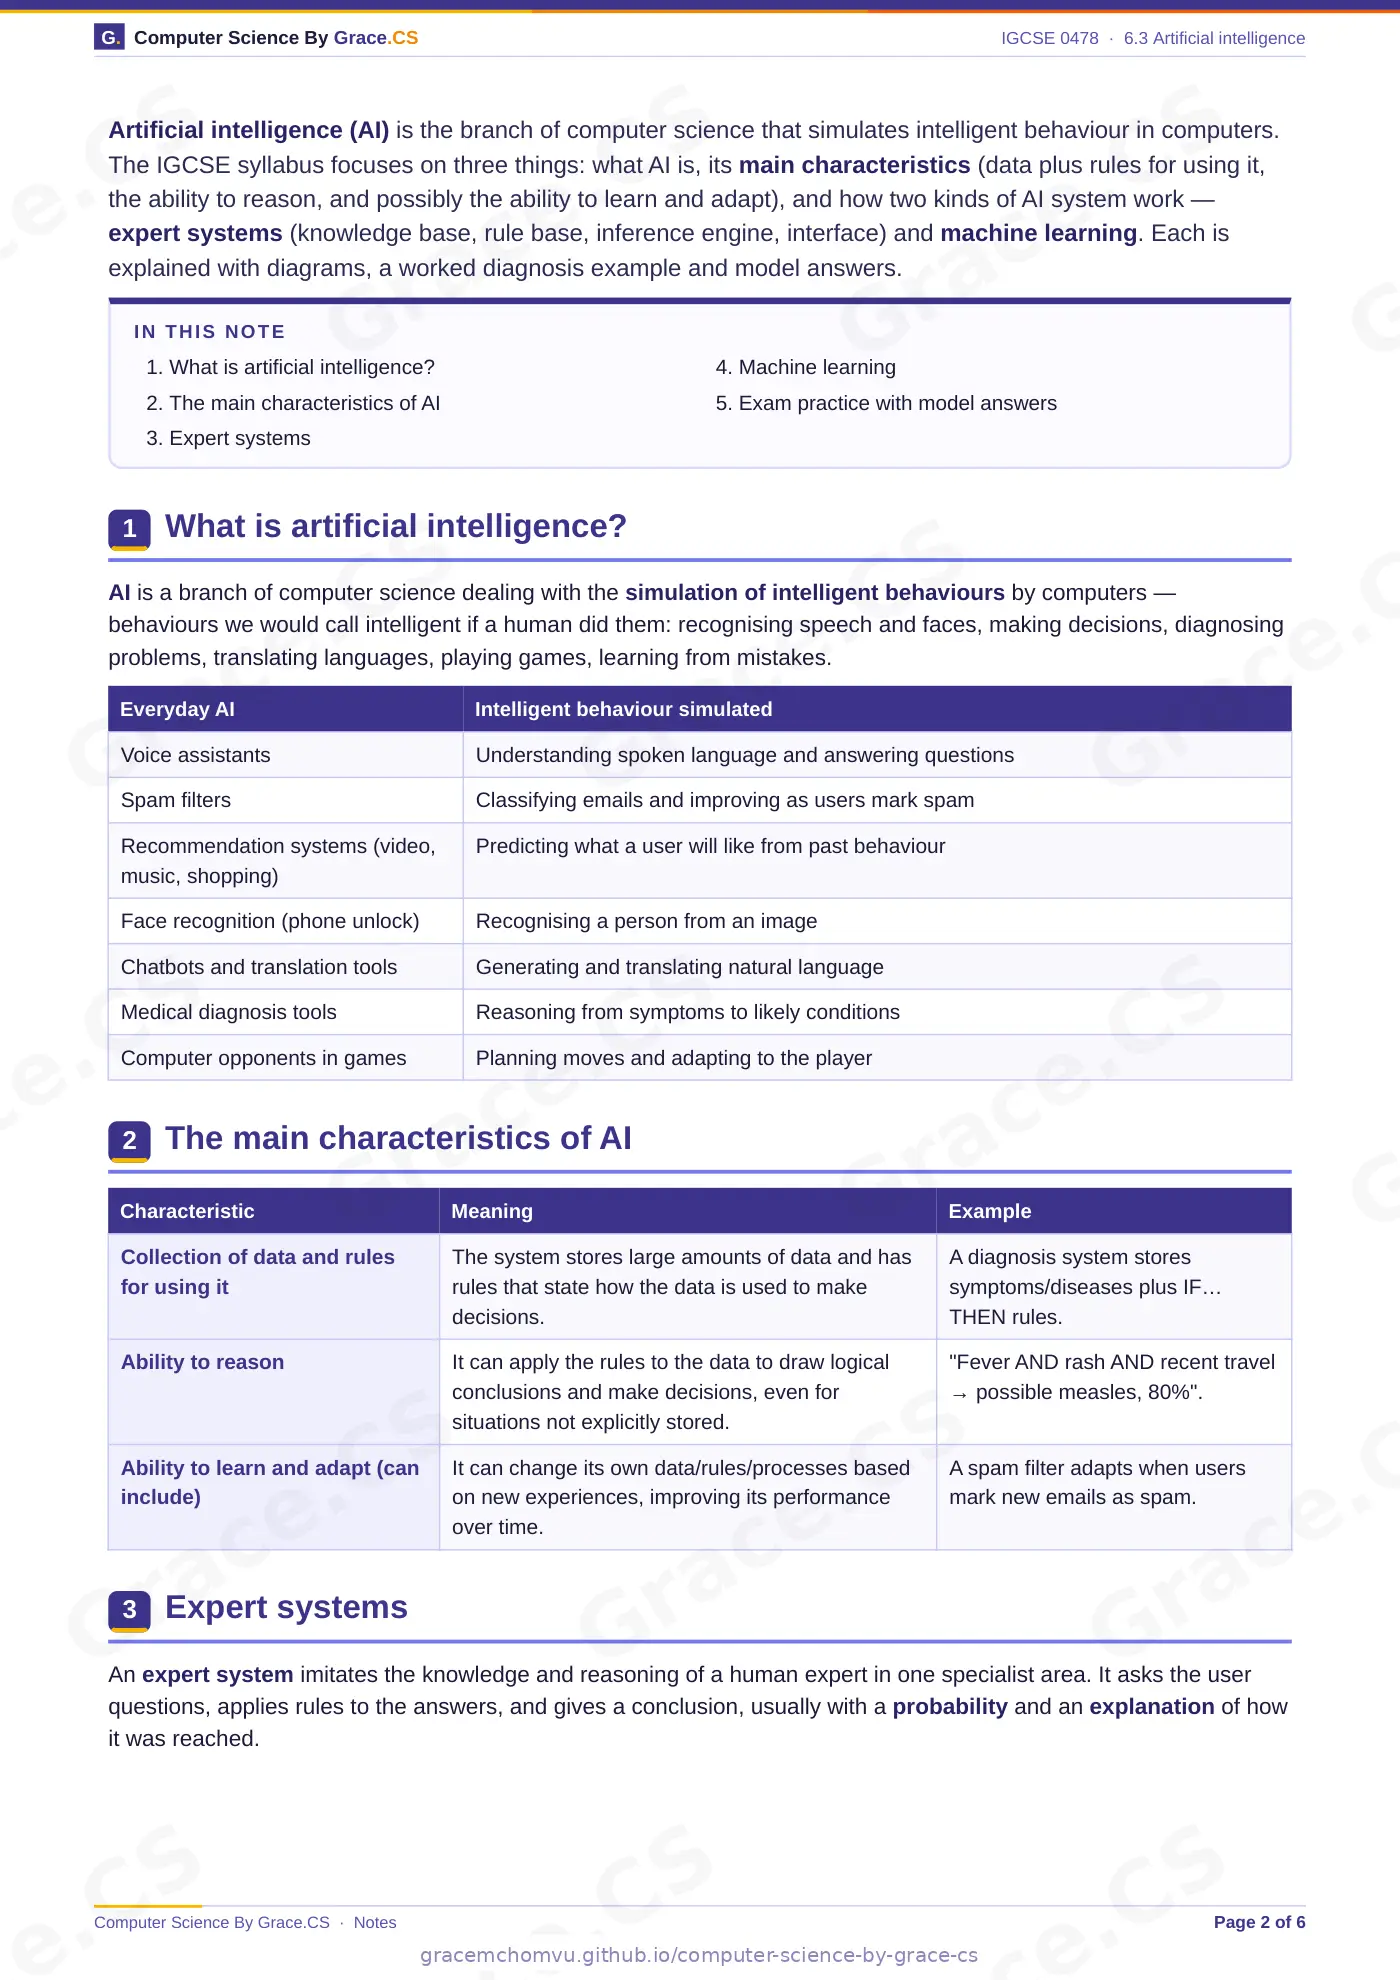 G. Computer Science By Grace.CS
IGCSE 0478 · 6.3 Artificial intelligence
Artificial intelligence (AI) is the branch of computer science that simulates intelligent behaviour in computers.
The IGCSE syllabus focuses on three things: what AI is, its main characteristics (data plus rules for using it,
the ability to reason, and possibly the ability to learn and adapt), and how two kinds of AI system work —
expert systems (knowledge base, rule base, inference engine, interface) and machine learning. Each is
explained with diagrams, a worked diagnosis example and model answers.
IN THIS NOTE
1. What is artificial intelligence?
2. The main characteristics of AI
3. Expert systems
4. Machine learning
5. Exam practice with model answers
1 What is artificial intelligence?
AI is a branch of computer science dealing with the simulation of intelligent behaviours by computers —
behaviours we would call intelligent if a human did them: recognising speech and faces, making decisions, diagnosing
problems, translating languages, playing games, learning from mistakes.
Everyday AI
Intelligent behaviour simulated
Voice assistants
Understanding spoken language and answering questions
Spam filters
Classifying emails and improving as users mark spam
Recommendation systems (video,
music, shopping)
Predicting what a user will like from past behaviour
Face recognition (phone unlock)
Recognising a person from an image
Chatbots and translation tools
Generating and translating natural language
Medical diagnosis tools
Reasoning from symptoms to likely conditions
Computer opponents in games
Planning moves and adapting to the player
2 The main characteristics of AI
Characteristic
Meaning
Example
Collection of data and rules
for using it
The system stores large amounts of data and has
rules that state how the data is used to make
decisions.
A diagnosis system stores
symptoms/diseases plus IF…
THEN rules.
Ability to reason
It can apply the rules to the data to draw logical
conclusions and make decisions, even for
situations not explicitly stored.
"Fever AND rash AND recent travel
→ possible measles, 80%".
Ability to learn and adapt (can
include)
It can change its own data/rules/processes based
on new experiences, improving its performance
over time.
A spam filter adapts when users
mark new emails as spam.
3 Expert systems
An expert system imitates the knowledge and reasoning of a human expert in one specialist area. It asks the user
questions, applies rules to the answers, and gives a conclusion, usually with a probability and an explanation of how
it was reached.
Computer Science By Grace.CS · Notes
Page 2 of 6
gracemchomvu.github.io/computer-science-by-grace-cs